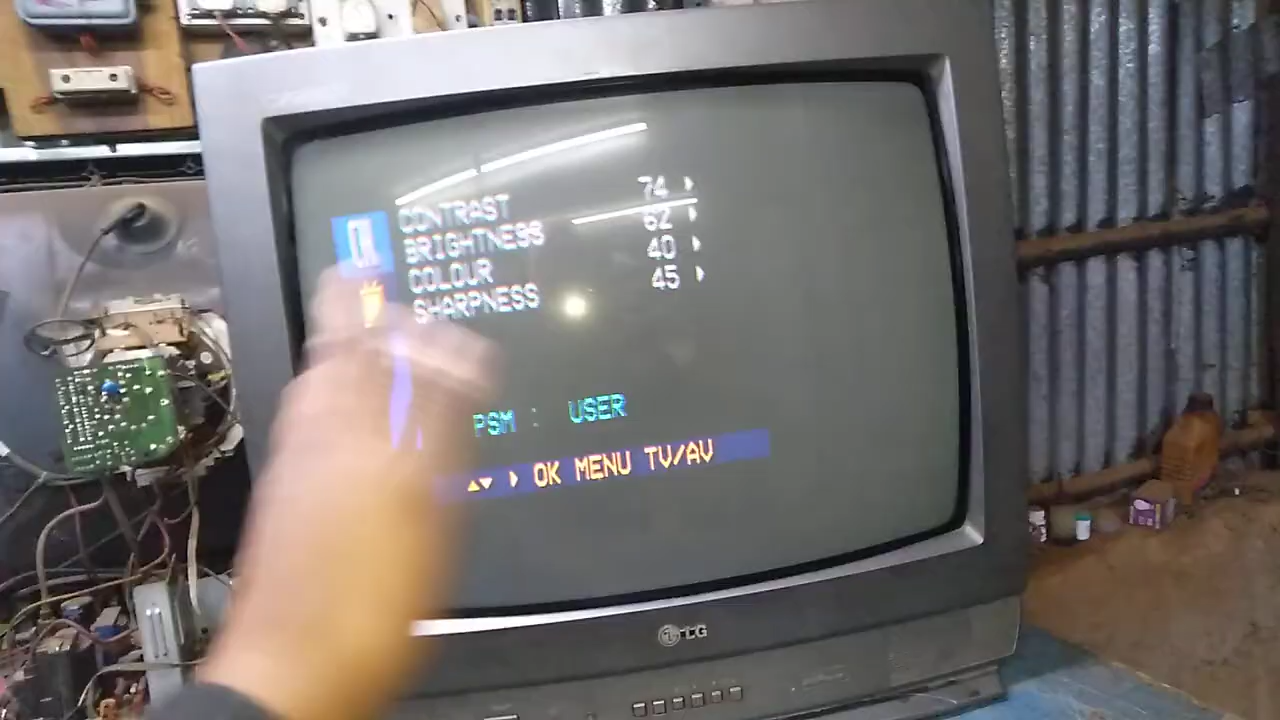 CONTRAST 74
BRIGHTNESS 62
COLOUR 40
SHARPNESS 45
PSM : USER
OK MENU TV/AV
LG